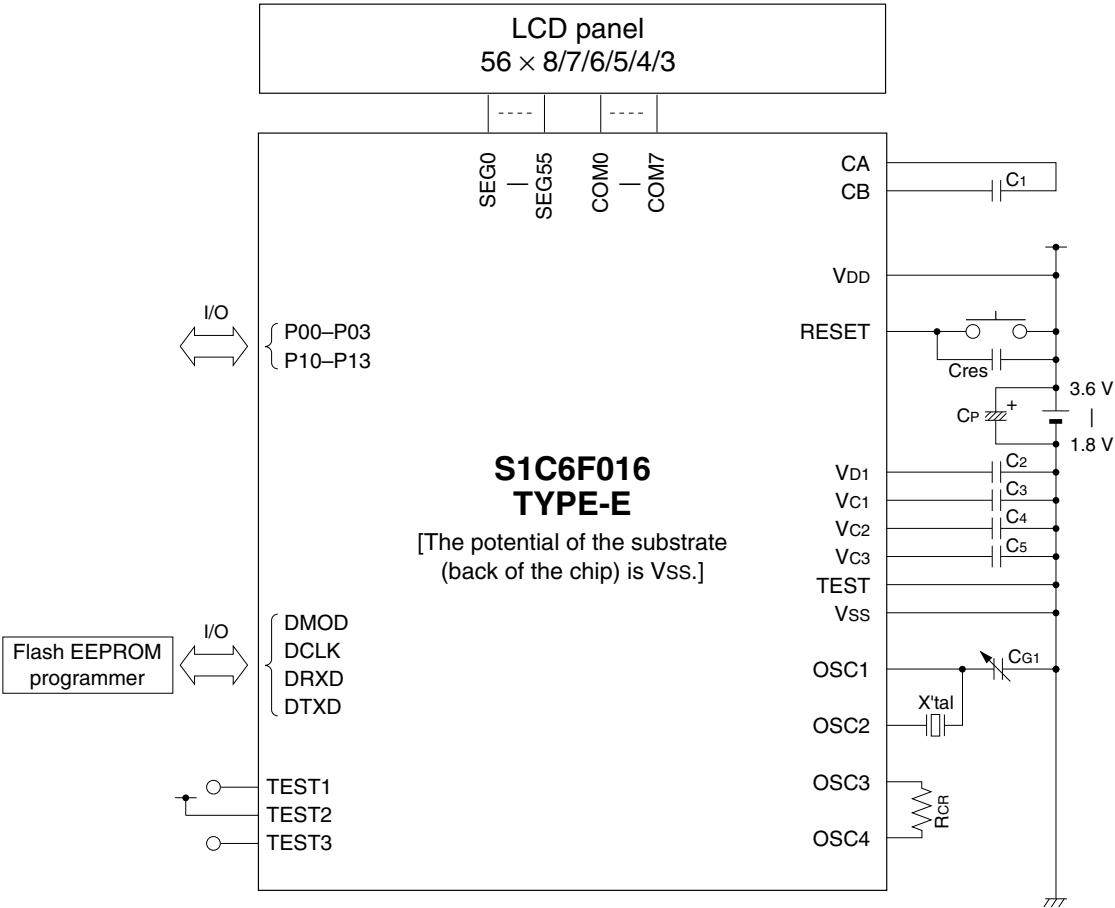 LCD panel
56 × 8/7/6/5/4/3
SEG0
SEG55
COM0
COM7
CA
CB
C1
VDD
I/O
P00–P03
P10–P13
RESET
Cres
3.6 V
CP
+
1.8 V
S1C6F016
TYPE-E
[The potential of the substrate
(back of the chip) is VSS.]
VD1
C2
VC1
C3
VC2
C4
VC3
C5
TEST
VSS
Flash EEPROM
programmer
I/O
DMOD
DCLK
DRXD
DTXD
OSC1
CG1
X'tal
OSC2
TEST1
TEST2
TEST3
OSC3
RCR
OSC4